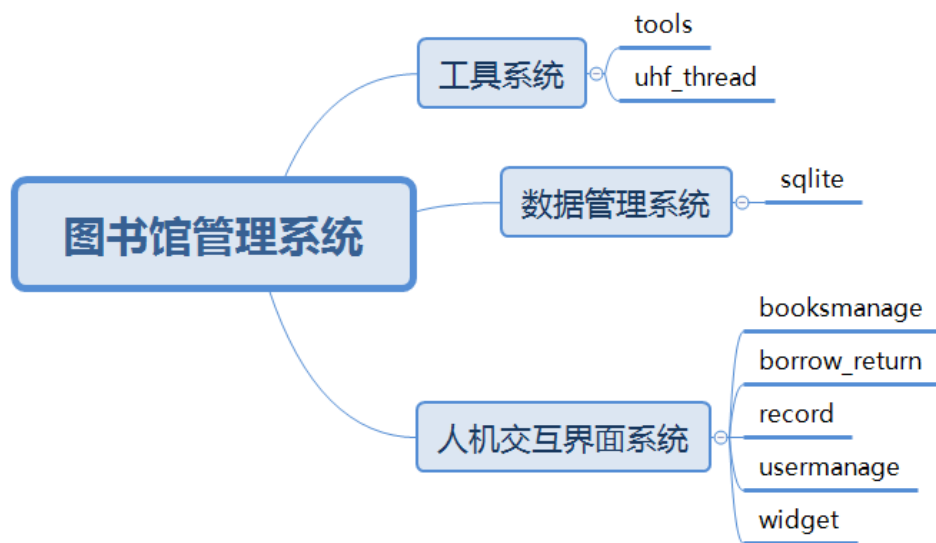 图书馆管理系统
工具系统
tools
uhf_thread
数据管理系统
sqlite
人机交互界面系统
booksmanage
borrow_return
record
usermanage
widget